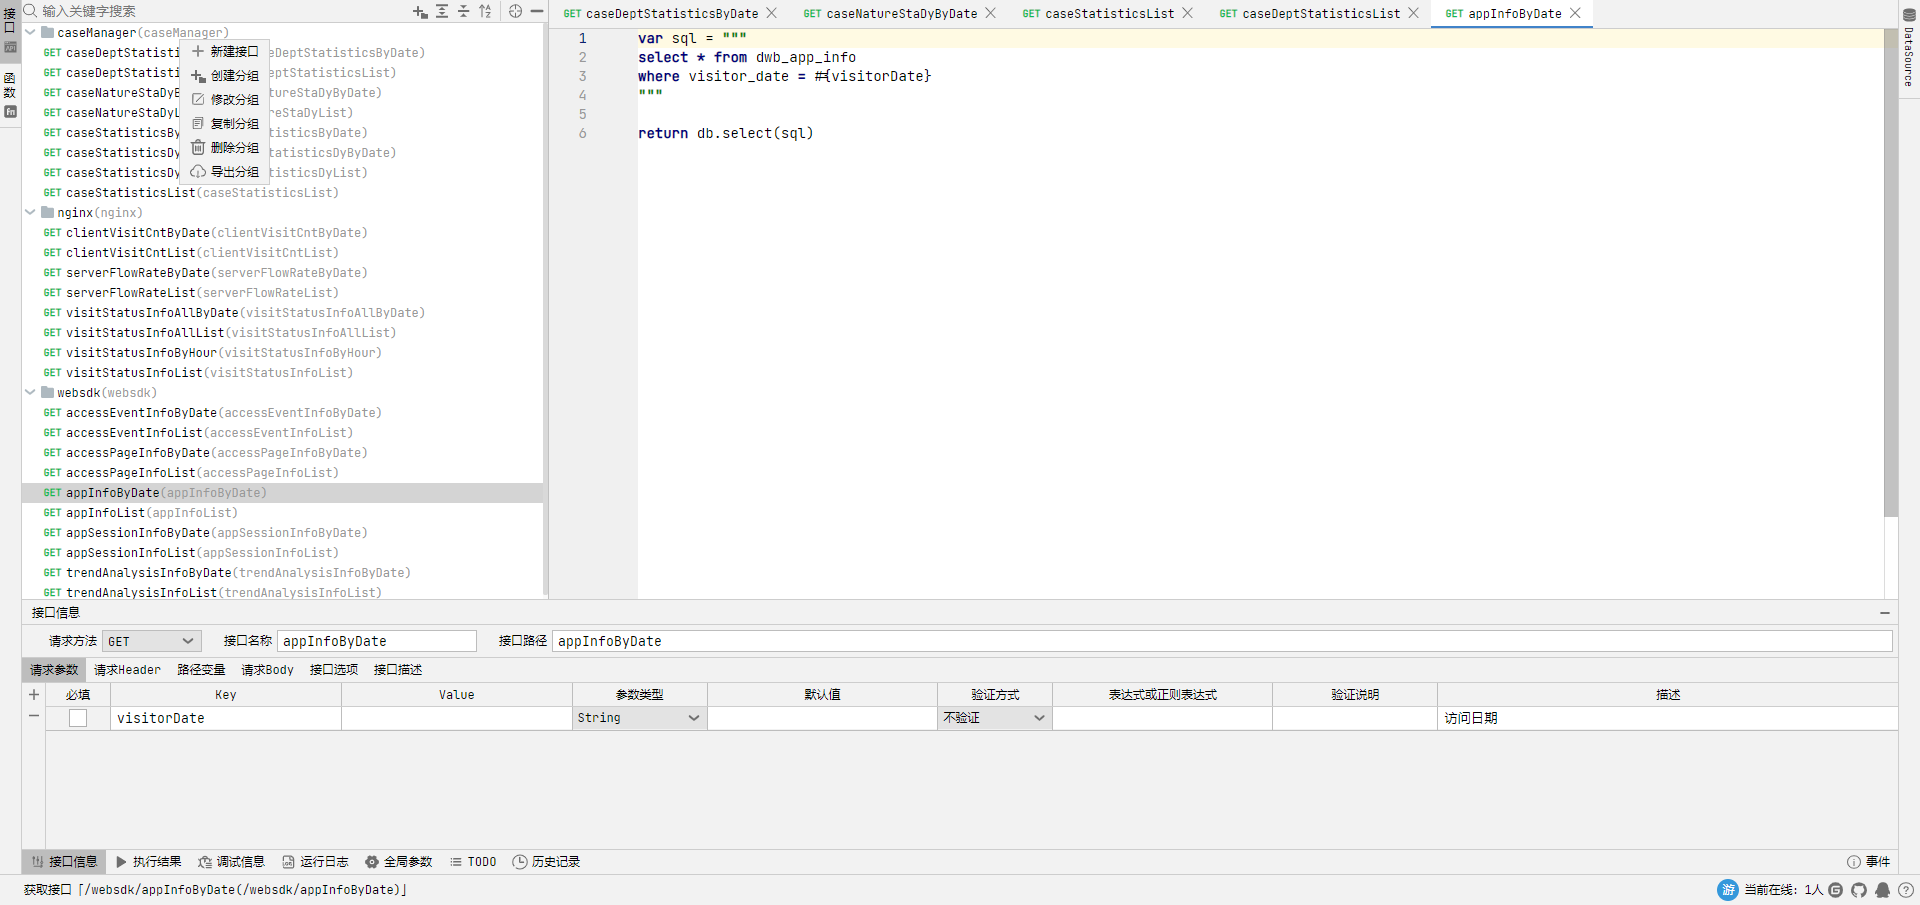 接口
函数
输入关键字搜索
caseManager(caseManager)
GET caseDeptStatisti
eDeptStatisticsByDate)
GET caseDeptStatisti
ptStatisticsList)
GET caseNatureStaDyB
tureStaDyByDate)
GET caseNatureStaDyL
reStaDyList)
GET caseStatisticsBy
tisticsByDate)
GET caseStatisticsDy
tatisticsDyByDate)
GET caseStatisticsDy
tisticsDyList)
GET caseStatisticsList(caseStatisticsList)
新建接口
创建分组
修改分组
复制分组
删除分组
导出分组
nginx(nginx)
GET clientVisitCntByDate(clientVisitCntByDate)
GET clientVisitCntList(clientVisitCntList)
GET serverFlowRateByDate(serverFlowRateByDate)
GET serverFlowRateList(serverFlowRateList)
GET visitStatusInfoAllByDate(visitStatusInfoAllByDate)
GET visitStatusInfoAllList(visitStatusInfoAllList)
GET visitStatusInfoByHour(visitStatusInfoByHour)
GET visitStatusInfoList(visitStatusInfoList)
websdk(websdk)
GET accessEventInfoByDate(accessEventInfoByDate)
GET accessEventInfoList(accessEventInfoList)
GET accessPageInfoByDate(accessPageInfoByDate)
GET accessPageInfoList(accessPageInfoList)
GET appInfoByDate(appInfoByDate)
GET appInfoList(appInfoList)
GET appSessionInfoByDate(appSessionInfoByDate)
GET appSessionInfoList(appSessionInfoList)
GET trendAnalysisInfoByDate(trendAnalysisInfoByDate)
GET trendAnalysisInfoList(trendAnalysisInfoList)
GET caseDeptStatisticsByDate GET caseNatureStaDyByDate GET caseStatisticsList GET caseDeptStatisticsList GET appInfoByDate
1 var sql = """
2 select * from dwb_app_info
3 where visitor_date = #{visitorDate}
4 """
5
6 return db.select(sql)
DataSource
接口信息
请求方法 GET 接口名称 appInfoByDate 接口路径 appInfoByDate
请求参数 请求Header 路径变量 请求Body 接口选项 接口描述
必填 Key Value 参数类型 默认值 验证方式 表达式或正则表达式 验证说明 描述
visitorDate String 不验证 访问日期
接口信息 执行结果 调试信息 运行日志 全局参数 TODO 历史记录 事件
获取接口「/websdk/appInfoByDate(/websdk/appInfoByDate)」 游 当前在线: 1人